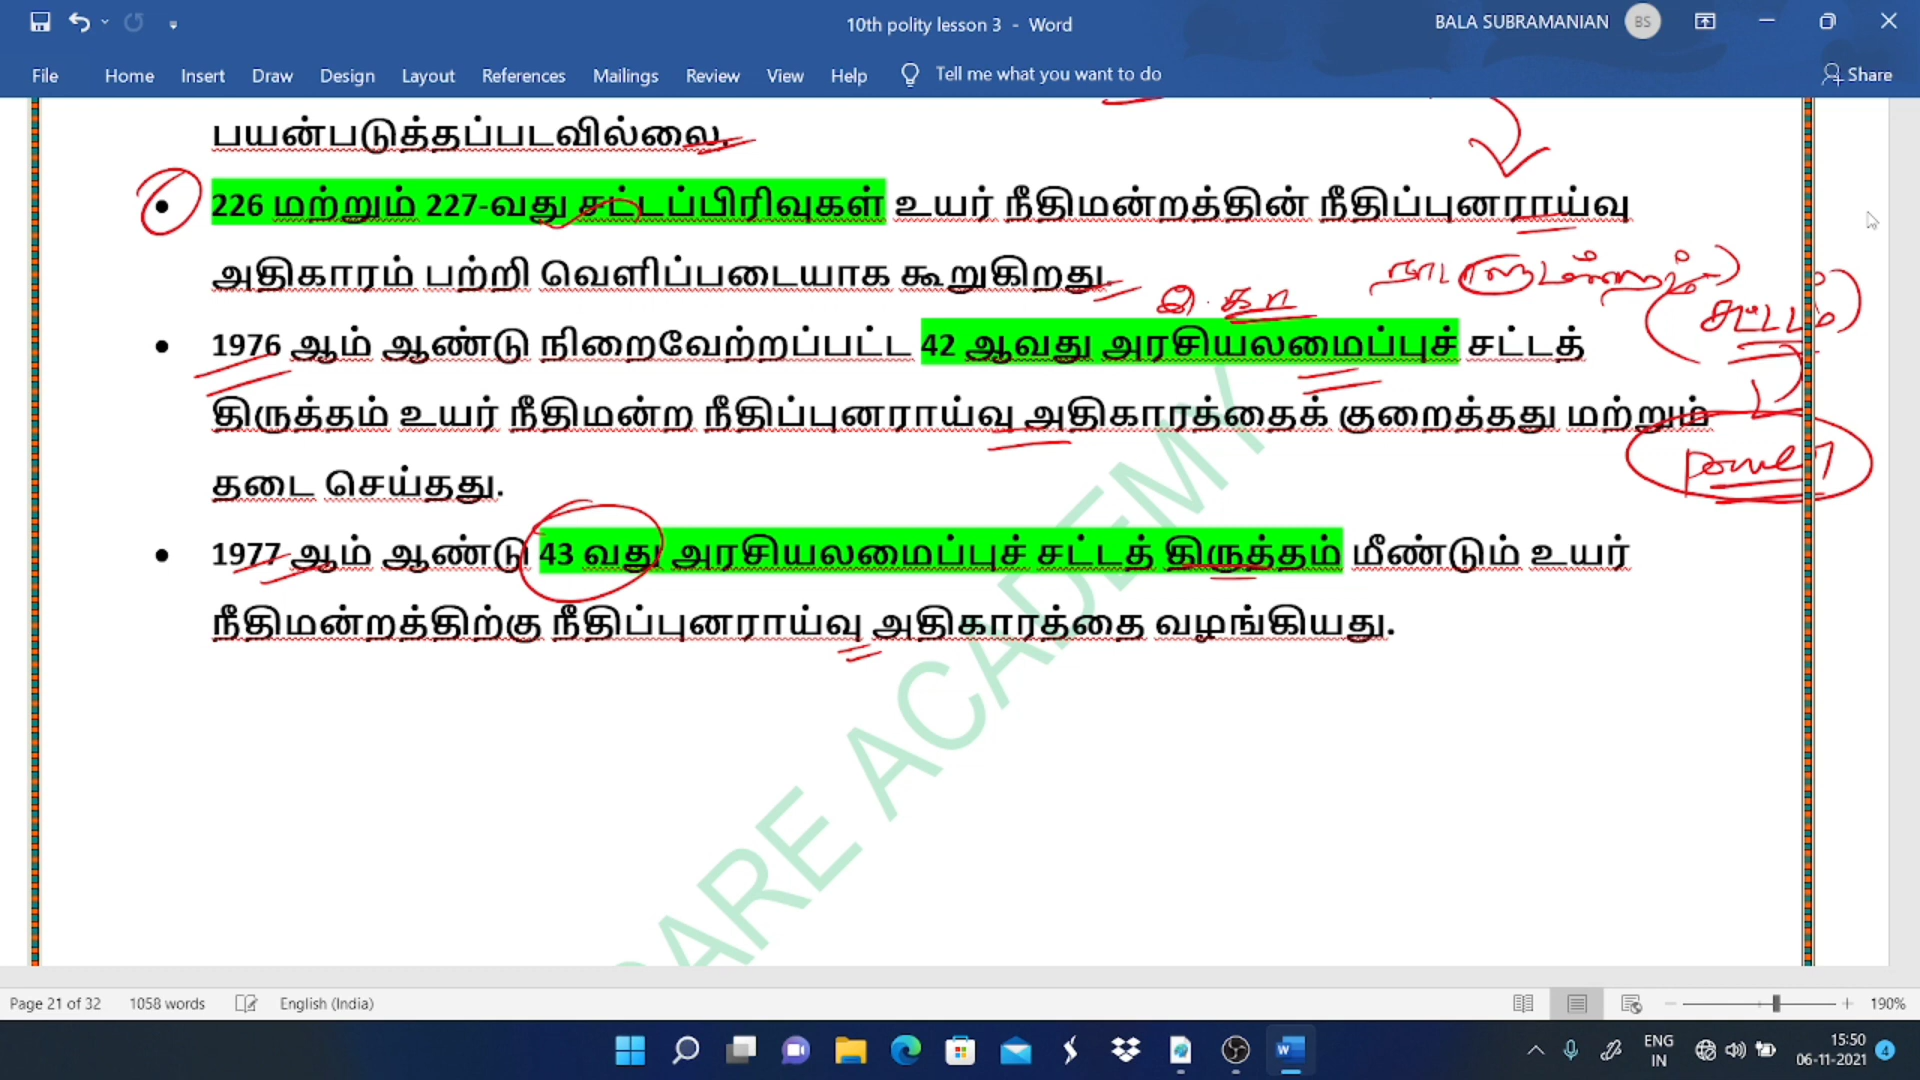 10th polity lesson 3 - Word
BALA SUBRAMANIAN BS
File Home Insert Draw Design Layout References Mailings Review View Help Tell me what you want to do Share
பயன்படுத்தப்படவில்லை.
• 226 மற்றும் 227-வது சட்டப்பிரிவுகள் உயர் நீதிமன்றத்தின் நீதிப்புனராய்வு
அதிகாரம் பற்றி வெளிப்படையாக கூறுகிறது.
• 1976 ஆம் ஆண்டு நிறைவேற்றப்பட்ட 42 ஆவது அரசியலமைப்புச் சட்டத்
திருத்தம் உயர் நீதிமன்ற நீதிப்புனராய்வு அதிகாரத்தைக் குறைத்தது மற்றும்
தடை செய்தது.
• 1977 ஆம் ஆண்டு 43 வது அரசியலமைப்புச் சட்டத் திருத்தம் மீண்டும் உயர்
நீதிமன்றத்திற்கு நீதிப்புனராய்வு அதிகாரத்தை வழங்கியது.
சட்டம்
ARE ACADEMY
Page 21 of 32 1058 words English (India) 190%
ENG
IN
15:50
06-11-2021
4